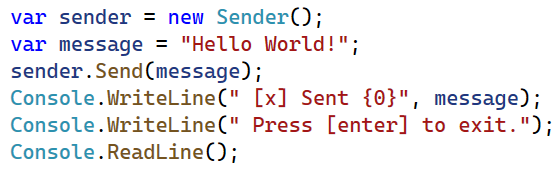 var sender = new Sender();
var message = "Hello World!";
sender.Send(message);
Console.WriteLine(" [x] Sent {0}", message);
Console.WriteLine(" Press [enter] to exit.");
Console.ReadLine();